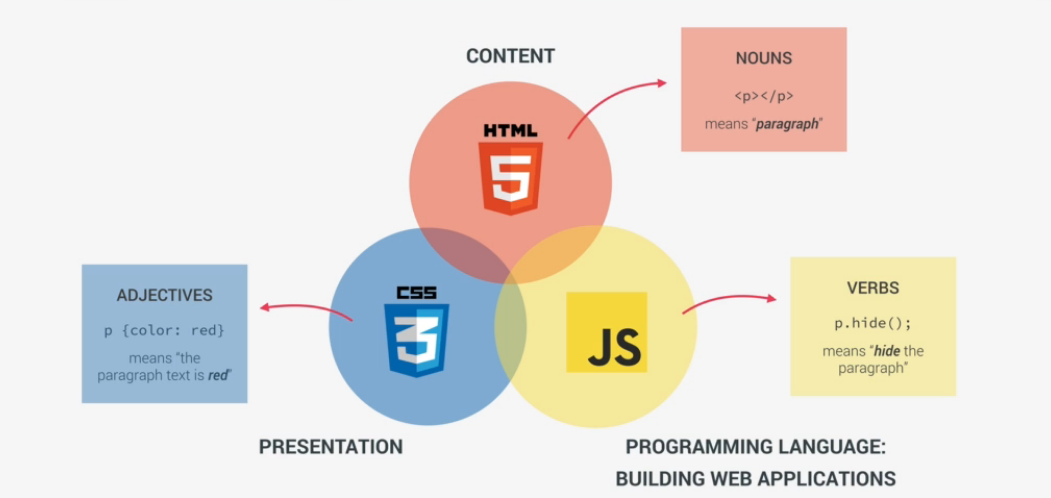 CONTENT
NOUNS
<p></p>
means “paragraph”
HTML
5
CSS
3
JS
ADJECTIVES
p {color: red}
means “the
paragraph text is red”
VERBS
p.hide();
means “hide the
paragraph”
PRESENTATION
PROGRAMMING LANGUAGE:
BUILDING WEB APPLICATIONS